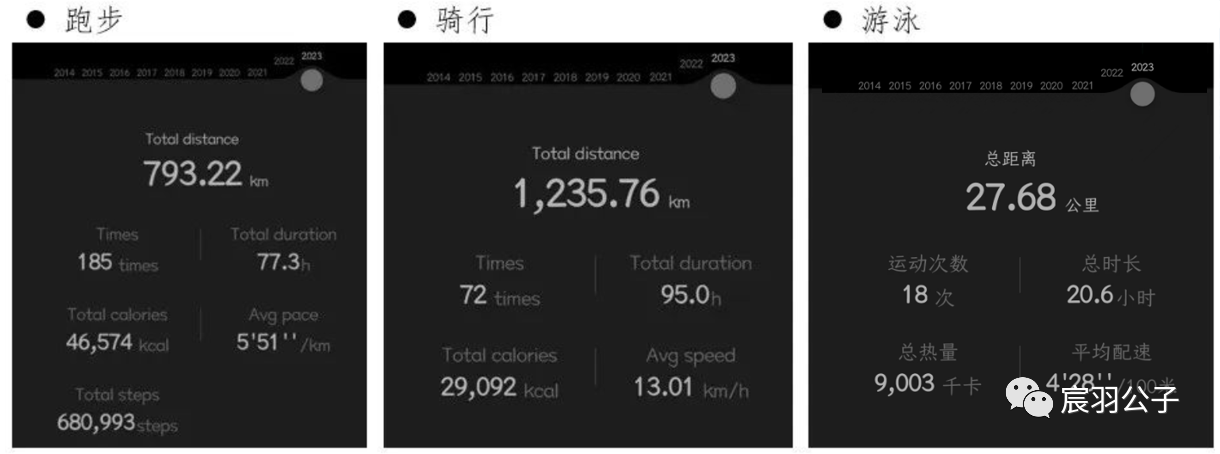 ● 跑步
2014 2015 2016 2017 2018 2019 2020 2021 2022 2023
Total distance
793.22 km
Times
185 times
Total duration
77.3h
Total calories
46,574 kcal
Avg pace
5'51''/km
Total steps
680,993steps
● 骑行
2014 2015 2016 2017 2018 2019 2020 2021 2022 2023
Total distance
1,235.76 km
Times
72 times
Total duration
95.0h
Total calories
29,092 kcal
Avg speed
13.01 km/h
● 游泳
2014 2015 2016 2017 2018 2019 2020 2021 2022 2023
总距离
27.68 公里
运动次数
18 次
总时长
20.6小时
总热量
9,003 千卡
平均配速
4'28''/100米
宸羽公子